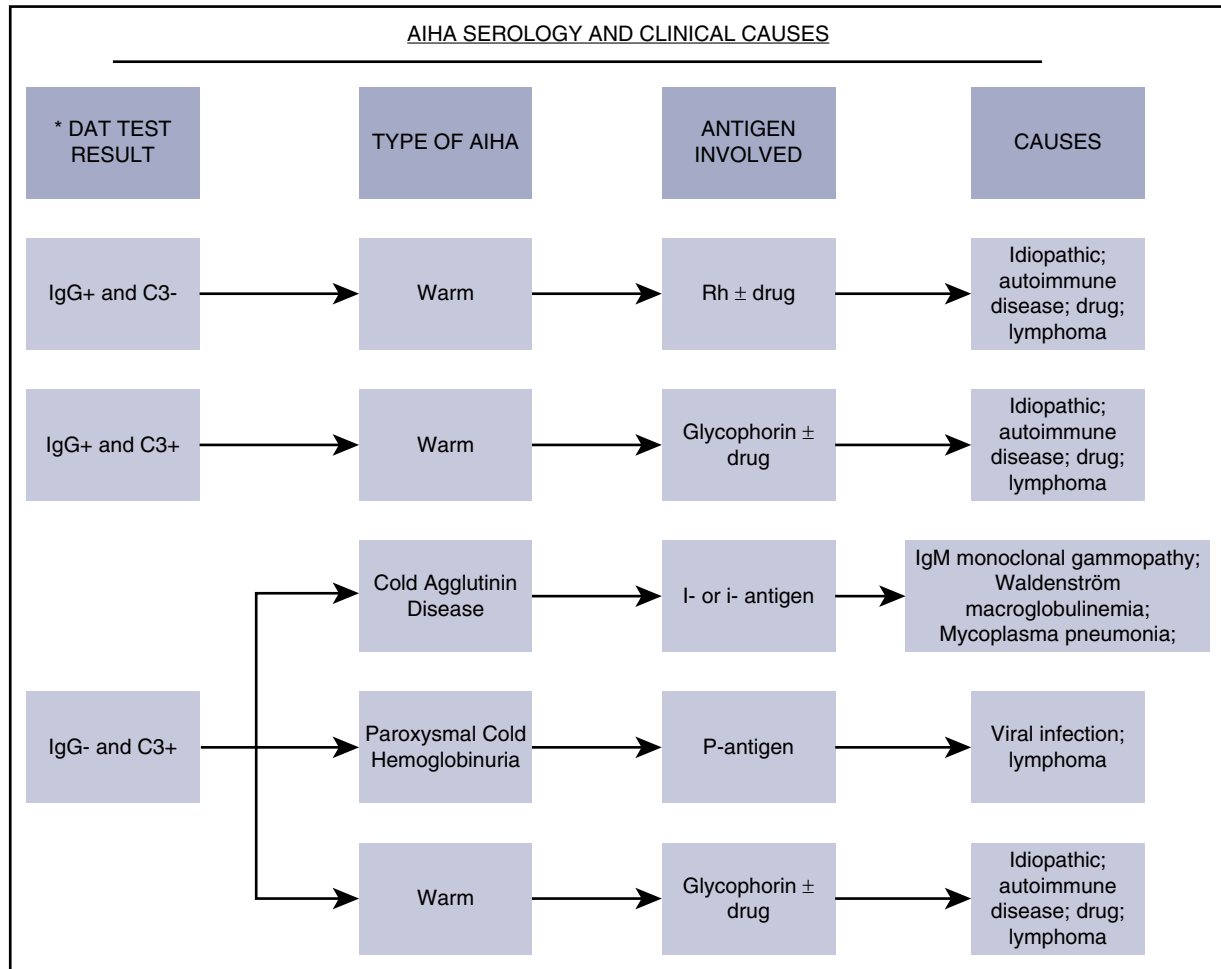 AIHA SEROLOGY AND CLINICAL CAUSES
* DAT TEST
RESULT
TYPE OF AIHA
ANTIGEN
INVOLVED
CAUSES
IgG+ and C3-
Warm
Rh ± drug
Idiopathic;
autoimmune
disease; drug;
lymphoma
IgG+ and C3+
Warm
Glycophorin ±
drug
Idiopathic;
autoimmune
disease; drug;
lymphoma
IgG- and C3+
Cold Agglutinin
Disease
I- or i- antigen
IgM monoclonal gammopathy;
Waldenström
macroglobulinemia;
Mycoplasma pneumonia;
Paroxysmal Cold
Hemoglobinuria
P-antigen
Viral infection;
lymphoma
Warm
Glycophorin ±
drug
Idiopathic;
autoimmune
disease; drug;
lymphoma